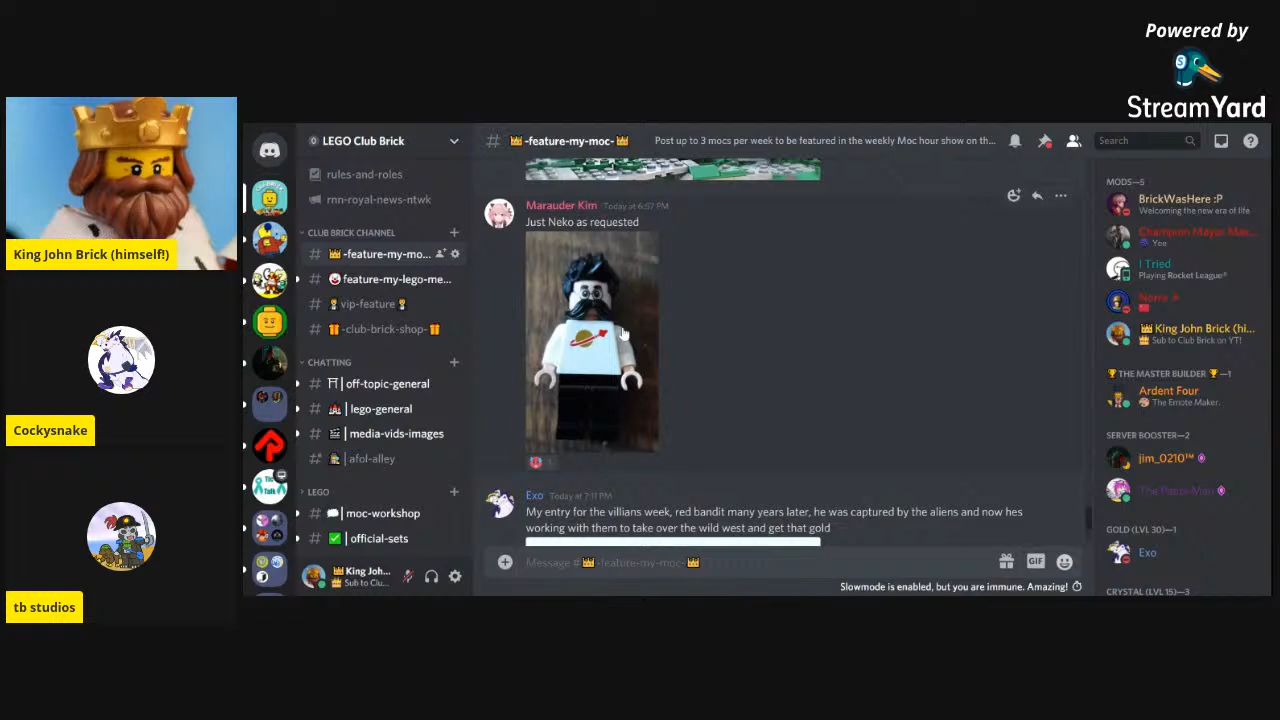 Powered by
StreamYard
King John Brick (himself!)
Cockysnake
tb studios
LEGO Club Brick
rules-and-roles
rnn-royal-news-ntwk
CLUB BRICK CHANNEL
-feature-my-mo...
feature-my-lego-me...
vip-feature
-club-brick-shop-
CHATTING
off-topic-general
lego-general
media-vids-images
afol-alley
LEGO
moc-workshop
official-sets
King Joh...
Sub to Clu...
-feature-my-moc-
Post up to 3 mocs per week to be featured in the weekly Moc hour show on th...
Search
Marauder Kim Today at 6:57 PM
Just Neko as requested
Exo Today at 7:11 PM
My entry for the villians week, red bandit many years later, he was captured by the aliens and now hes
working with them to take over the wild west and get that gold
Message # -feature-my-moc-
GIF
Slowmode is enabled, but you are immune. Amazing!
MODS—5
BrickWasHere :P
Welcoming the new era of life
Champion Mayor Mar...
Yee
I Tried
Playing Rocket League
King John Brick (hi...
Sub to Club Brick on YT!
THE MASTER BUILDER —1
Ardent Four
The Emote Maker.
SERVER BOOSTER—2
jim_0210™
GOLD (LVL 30)—1
Exo
CRYSTAL (LVL 15)—3